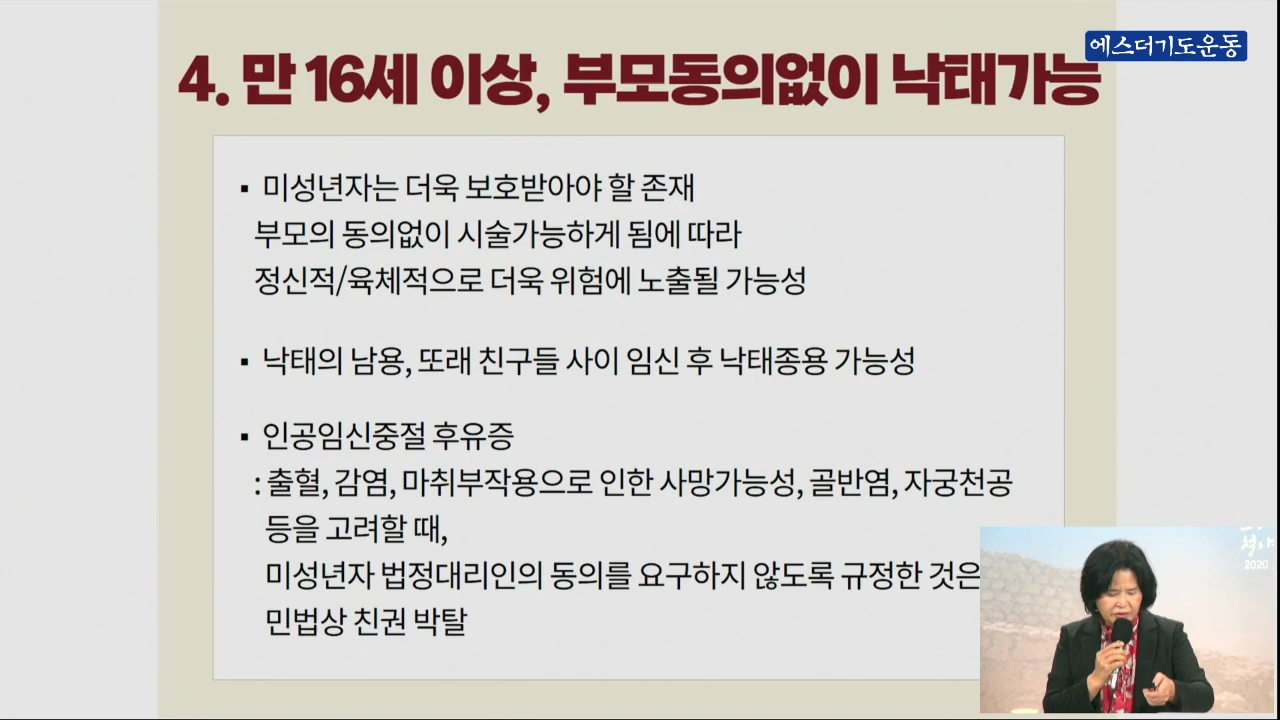 에스더기도운동
4. 만 16세 이상, 부모동의없이 낙태가능
▪ 미성년자는 더욱 보호받아야 할 존재
부모의 동의없이 시술가능하게 됨에 따라
정신적/육체적으로 더욱 위험에 노출될 가능성
▪ 낙태의 남용, 또래 친구들 사이 임신 후 낙태종용 가능성
▪ 인공임신중절 후유증
: 출혈, 감염, 마취부작용으로 인한 사망가능성, 골반염, 자궁천공
등을 고려할 때,
미성년자 법정대리인의 동의를 요구하지 않도록 규정한 것은
민법상 친권 박탈
2020